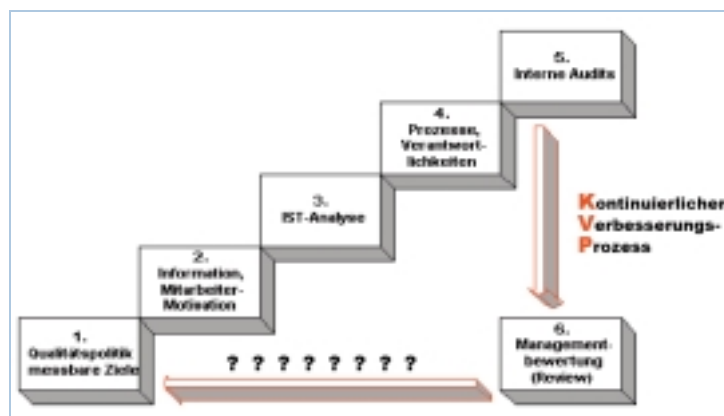 5.
Interne Audits
4.
Prozesse,
Verantwort-
lichkeiten
3.
IST-Analyse
Kontinuierlicher
Verbesserungs-
Prozess
2.
Information,
Mitarbeiter-
Motivation
1.
Qualitätspolitik
messbare Ziele
? ? ? ? ? ? ? ?
6.
Management-
bewertung
(Review)